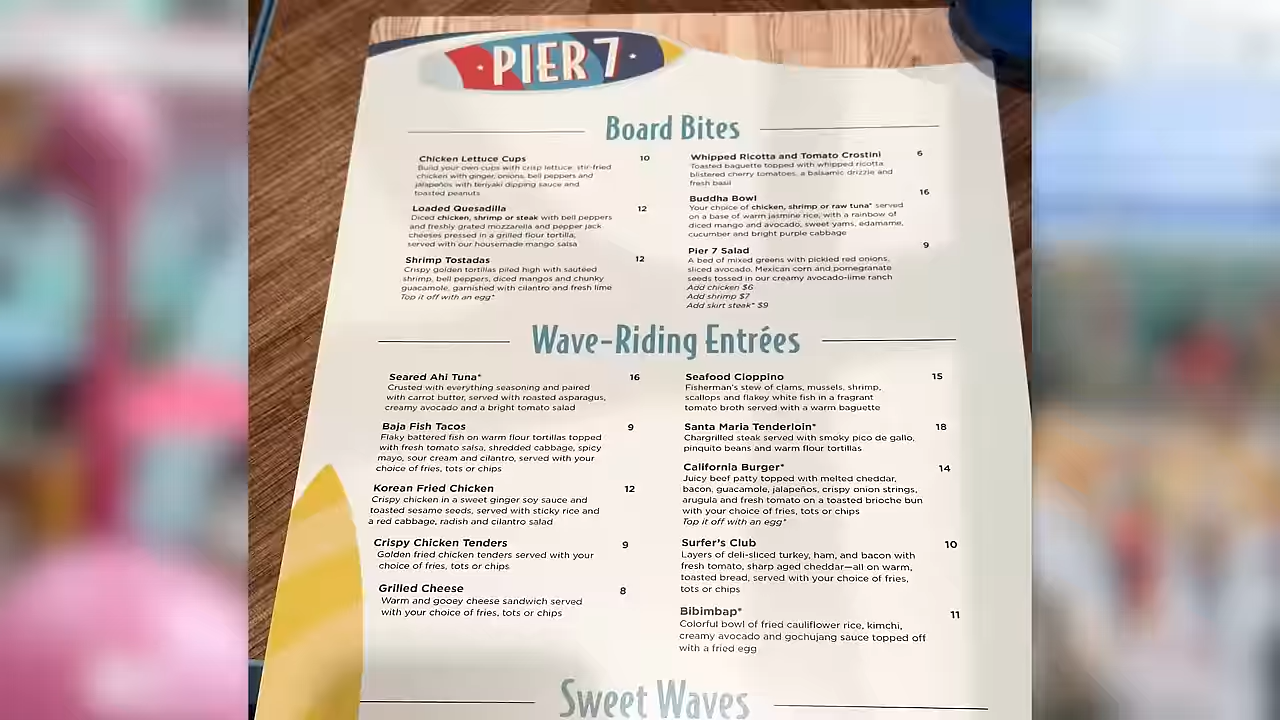 PIER 7
Board Bites
Chicken Lettuce Cups 10
Build your own cups with crisp lettuce, stir-fried
chicken with ginger, onions, bell peppers and
jalapeños with teriyaki dipping sauce and
toasted peanuts
Loaded Quesadilla 12
Diced chicken, shrimp or steak with bell peppers
and freshly grated mozzarella and pepper jack
cheeses pressed in a grilled flour tortilla,
served with our housemade mango salsa
Shrimp Tostadas 12
Crispy golden tortillas piled high with sautéed
shrimp, bell peppers, diced mangos and chunky
guacamole, garnished with cilantro and fresh lime
Top it off with an egg*
Whipped Ricotta and Tomato Crostini 6
Toasted baguette topped with whipped ricotta
blistered cherry tomatoes, a balsamic drizzle and
fresh basil
Buddha Bowl 16
Your choice of chicken, shrimp or raw tuna* served
on a base of warm jasmine rice, with a rainbow of
diced mango and avocado, sweet yams, edamame,
cucumber and bright purple cabbage
Pier 7 Salad 9
A bed of mixed greens with pickled red onions,
sliced avocado, Mexican corn and pomegranate
seeds tossed in our creamy avocado-lime ranch
Add chicken $6
Add shrimp $7
Add skirt steak* $9
Wave-Riding Entrées
Seared Ahi Tuna* 16
Crusted with everything seasoning and paired
with carrot butter, served with roasted asparagus,
creamy avocado and a bright tomato salad
Baja Fish Tacos 9
Flaky battered fish on warm flour tortillas topped
with fresh tomato salsa, shredded cabbage, spicy
mayo, sour cream and cilantro, served with your
choice of fries, tots or chips
Korean Fried Chicken 12
Crispy chicken in a sweet ginger soy sauce and
toasted sesame seeds, served with sticky rice and
a red cabbage, radish and cilantro salad
Crispy Chicken Tenders 9
Golden fried chicken tenders served with your
choice of fries, tots or chips
Grilled Cheese 8
Warm and gooey cheese sandwich served
with your choice of fries, tots or chips
Seafood Cioppino 15
Fisherman's stew of clams, mussels, shrimp,
scallops and flakey white fish in a fragrant
tomato broth served with a warm baguette
Santa Maria Tenderloin* 18
Chargrilled steak served with smoky pico de gallo,
pinquito beans and warm flour tortillas
California Burger* 14
Juicy beef patty topped with melted cheddar,
bacon, guacamole, jalapeños, crispy onion strings,
arugula and fresh tomato on a toasted brioche bun
with your choice of fries, tots or chips
Top it off with an egg*
Surfer's Club 10
Layers of deli-sliced turkey, ham, and bacon with
fresh tomato, sharp aged cheddar—all on warm,
toasted bread, served with your choice of fries,
tots or chips
Bibimbap* 11
Colorful bowl of fried cauliflower rice, kimchi,
creamy avocado and gochujang sauce topped off
with a fried egg
Sweet Waves